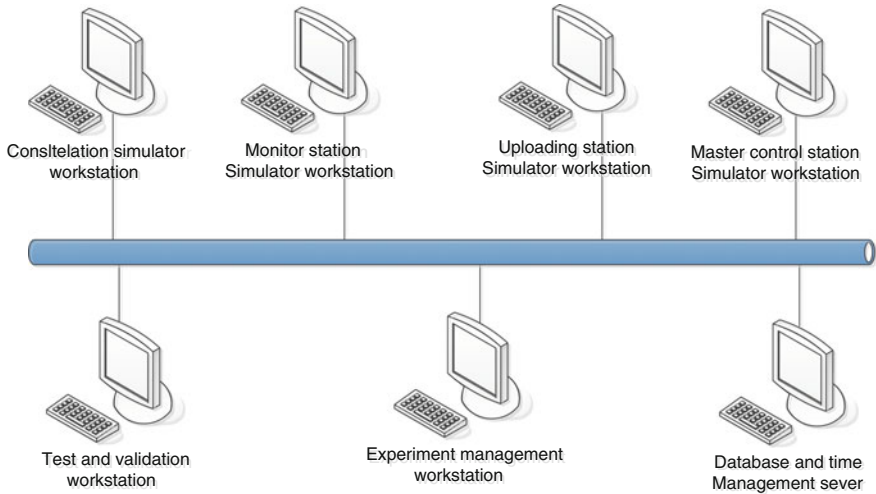 Consltelation simulator
workstation
Monitor station
Simulator workstation
Uploading station
Simulator workstation
Master control station
Simulator workstation
Test and validation
workstation
Experiment management
workstation
Database and time
Management sever